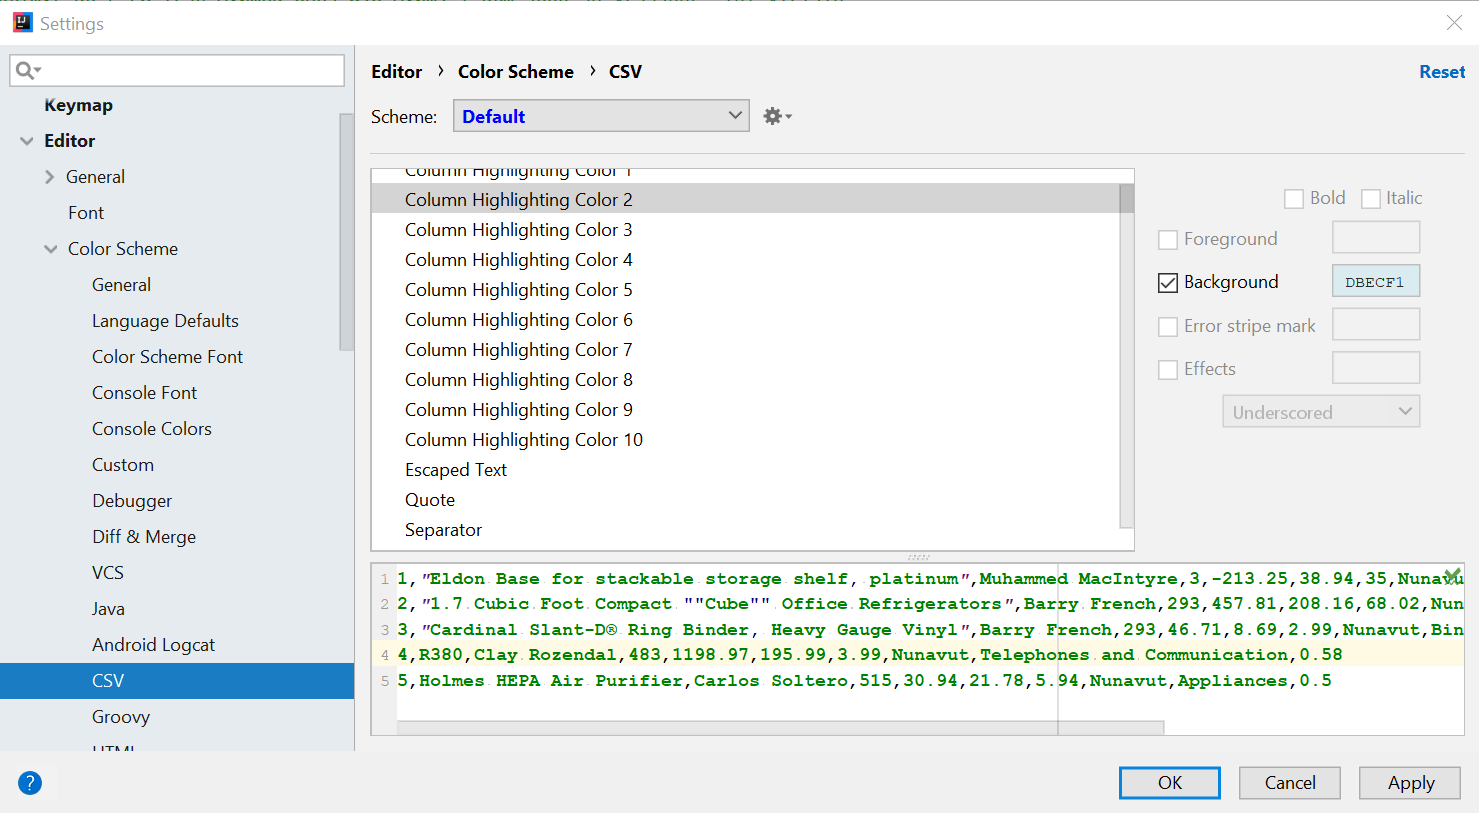 Settings
Keymap
Editor
General
Font
Color Scheme
General
Language Defaults
Color Scheme Font
Console Font
Console Colors
Custom
Debugger
Diff & Merge
VCS
Java
Android Logcat
CSV
Groovy
HTML
Editor › Color Scheme › CSV
Reset
Scheme: Default
Column Highlighting Color 1
Column Highlighting Color 2
Column Highlighting Color 3
Column Highlighting Color 4
Column Highlighting Color 5
Column Highlighting Color 6
Column Highlighting Color 7
Column Highlighting Color 8
Column Highlighting Color 9
Column Highlighting Color 10
Escaped Text
Quote
Separator
Bold Italic
Foreground
Background DBECF1
Error stripe mark
Effects
Underscored
1 1,"Eldon Base for stackable storage shelf, platinum",Muhammed MacIntyre,3,-213.25,38.94,35,Nunavu
2 2,"1.7 Cubic Foot Compact ""Cube"" Office Refrigerators",Barry French,293,457.81,208.16,68.02,Nun
3 3,"Cardinal Slant-D® Ring Binder, Heavy Gauge Vinyl",Barry French,293,46.71,8.69,2.99,Nunavut,Bin
4 4,R380,Clay Rozendal,483,1198.97,195.99,3.99,Nunavut,Telephones and Communication,0.58
5 5,Holmes HEPA Air Purifier,Carlos Soltero,515,30.94,21.78,5.94,Nunavut,Appliances,0.5
?
OK Cancel Apply